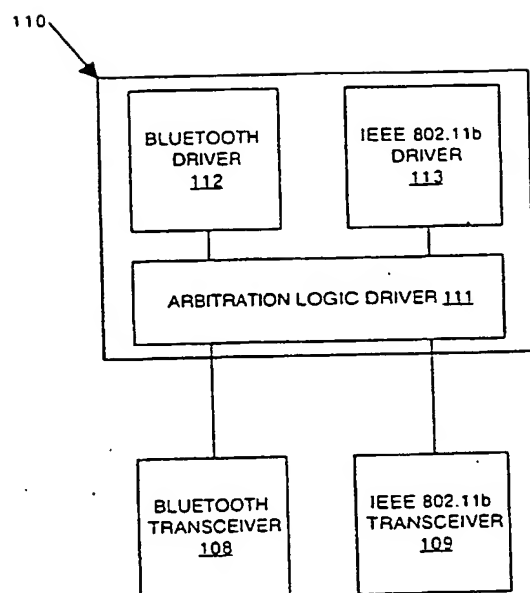 110
BLUETOOTH
DRIVER
112
IEEE 802.11b
DRIVER
113
ARBITRATION LOGIC DRIVER 111
BLUETOOTH
TRANSCEIVER
108
IEEE 802.11b
TRANSCEIVER
109